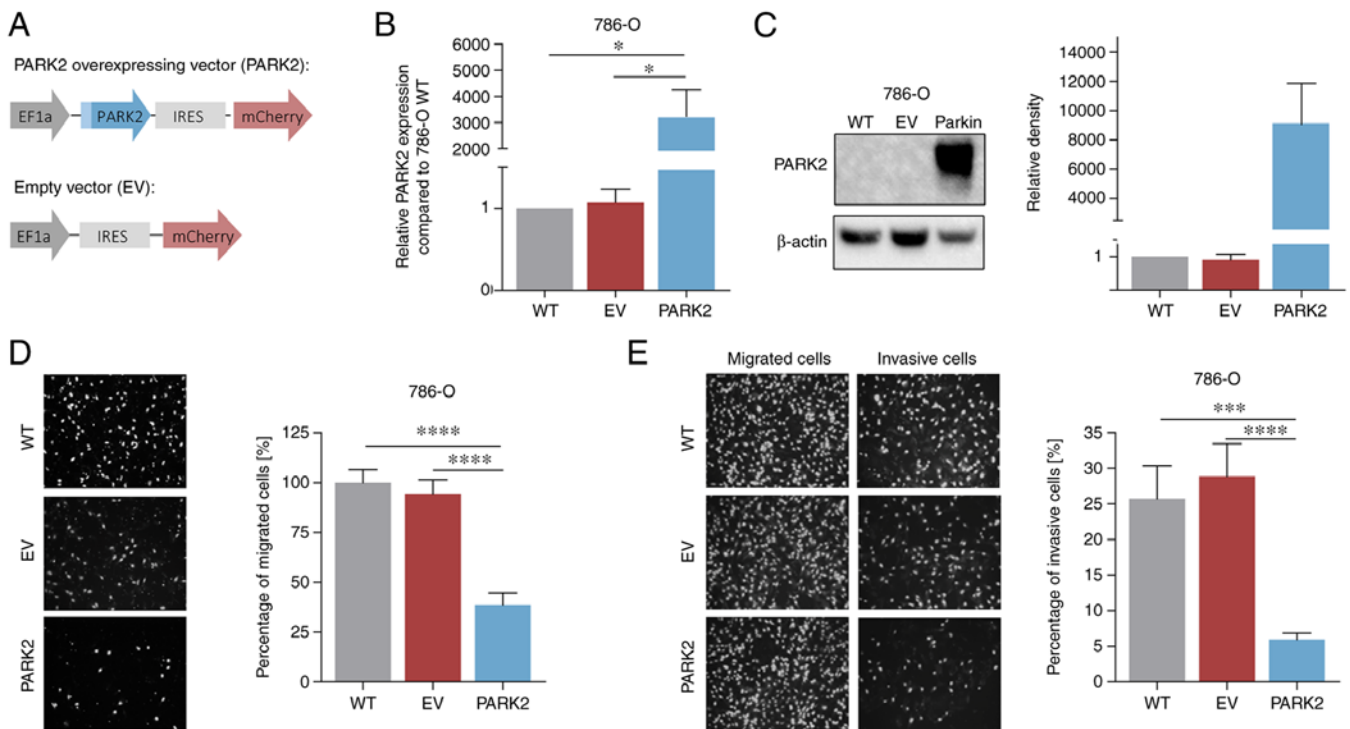 A
PARK2 overexpressing vector (PARK2):
EF1a PARK2 IRES mCherry
Empty vector (EV):
EF1a IRES mCherry
B
786-O
Relative PARK2 expression
compared to 786-O WT
6000
5000
4000
3000
2000
1
0
*
*
WT EV PARK2
C
786-O
WT EV Parkin
PARK2
β-actin
Relative density
14000
12000
10000
8000
6000
4000
1
WT EV PARK2
D
WT
EV
PARK2
786-O
Percentage of migrated cells [%]
125
100
75
50
25
0
****
****
WT EV PARK2
E
Migrated cells Invasive cells
WT
EV
PARK2
786-O
Percentage of invasive cells [%]
35
30
25
20
15
10
5
0
***
****
WT EV PARK2